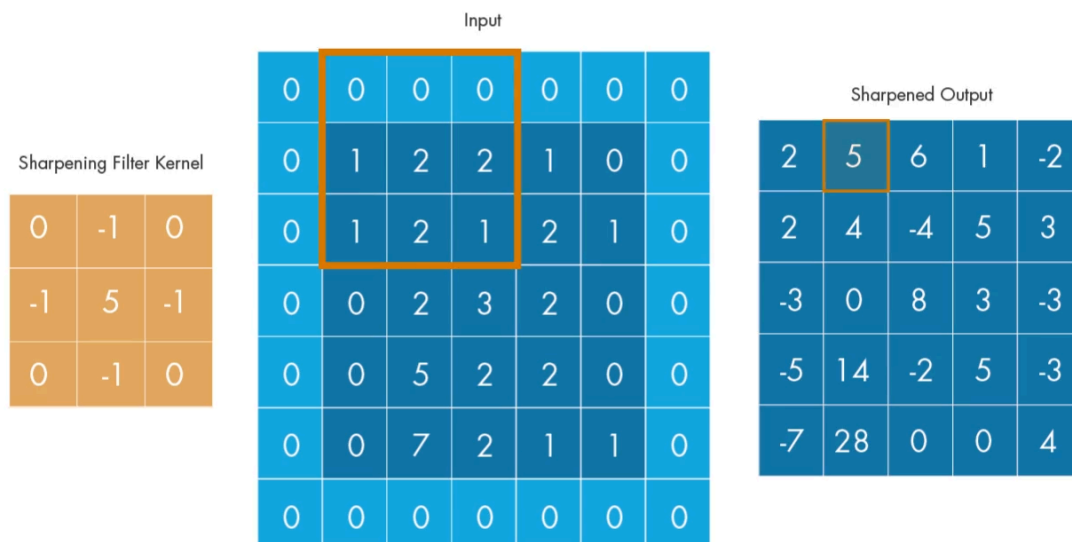 Input
0 0 0 0 0 0 0
0 1 2 2 1 0 0
0 1 2 1 2 1 0
0 0 2 3 2 0 0
0 0 5 2 2 0 0
0 0 7 2 1 1 0
0 0 0 0 0 0 0
Sharpening Filter Kernel
0 -1 0
-1 5 -1
0 -1 0
Sharpened Output
2 5 6 1 -2
2 4 -4 5 3
-3 0 8 3 -3
-5 14 -2 5 -3
-7 28 0 0 4